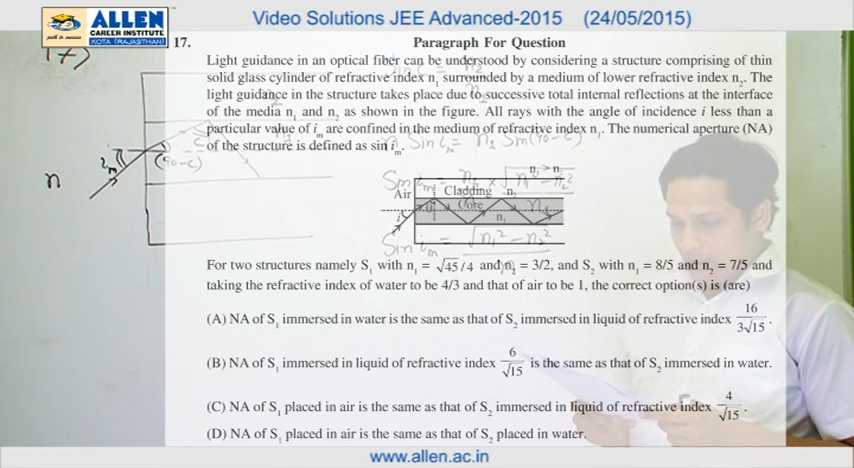 ALLEN
CAREER INSTITUTE
KOTA (RAJASTHAN)
Video Solutions JEE Advanced-2015 (24/05/2015)
17. Paragraph For Question
Light guidance in an optical fiber can be understood by considering a structure comprising of thin
solid glass cylinder of refractive index n₁ surrounded by a medium of lower refractive index n₂. The
light guidance in the structure takes place due to successive total internal reflections at the interface
of the media n₁ and n₂ as shown in the figure. All rays with the angle of incidence i less than a
particular value of iₘ are confined in the medium of refractive index n₁. The numerical aperture (NA)
of the structure is defined as sin iₘ.
n
iₘ
(90-c)
Sin iₘ = √n₁² - n₂²
n₁ > n₂
Air Cladding n₂
i θ Core n₁
For two structures namely S₁ with n₁ = √45/4 and n₂ = 3/2, and S₂ with n₁ = 8/5 and n₂ = 7/5 and
taking the refractive index of water to be 4/3 and that of air to be 1, the correct option(s) is (are)
(A) NA of S₁ immersed in water is the same as that of S₂ immersed in liquid of refractive index 16/3√15.
(B) NA of S₁ immersed in liquid of refractive index 6/√15 is the same as that of S₂ immersed in water.
(C) NA of S₁ placed in air is the same as that of S₂ immersed in liquid of refractive index 4/√15.
(D) NA of S₁ placed in air is the same as that of S₂ placed in water.
www.allen.ac.in